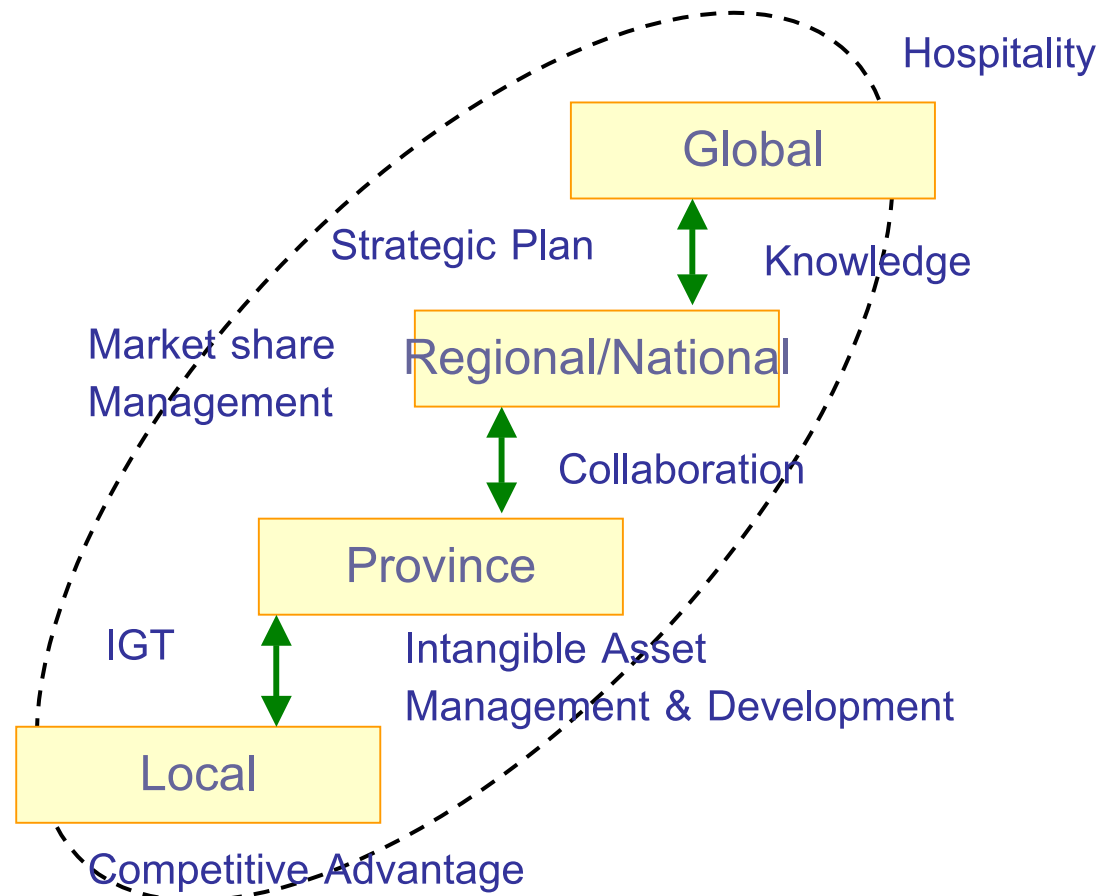 Hospitality
Global
Strategic Plan
Knowledge
Market share
Management
Regional/National
Collaboration
Province
IGT
Intangible Asset
Management & Development
Local
Competitive Advantage